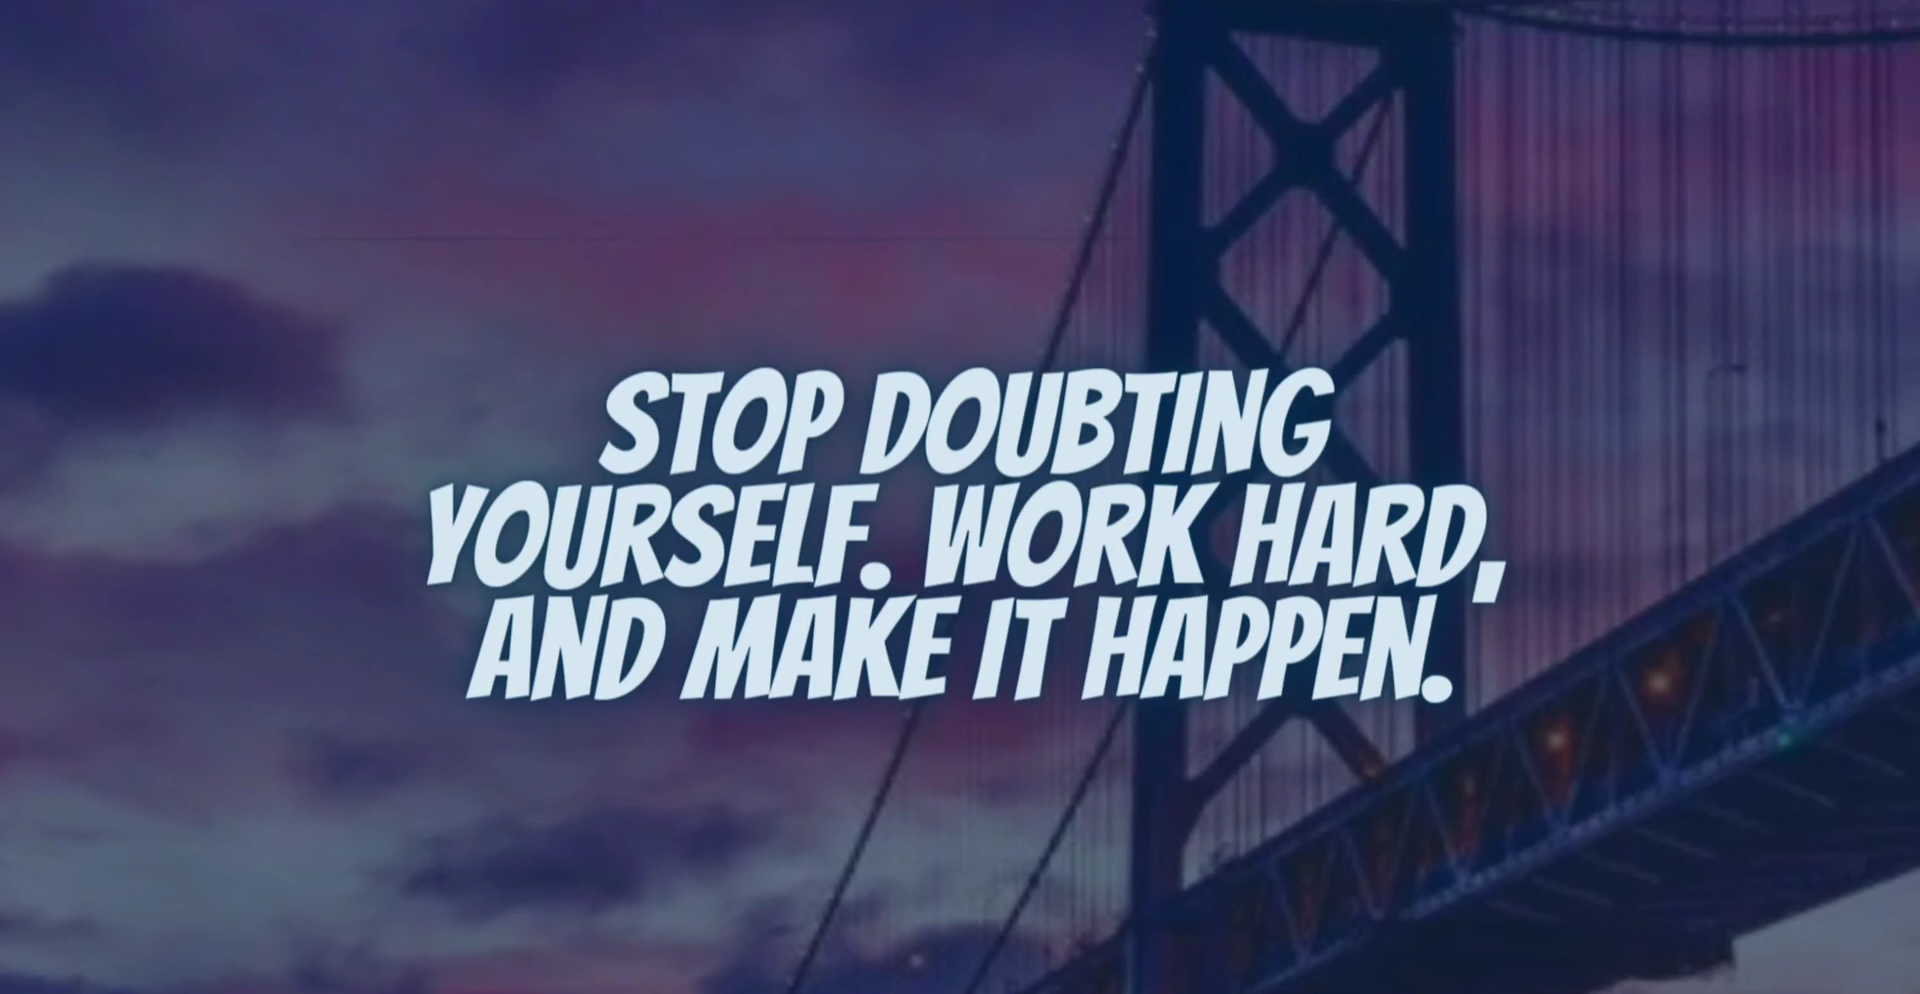 STOP DOUBTING
YOURSELF. WORK HARD,
AND MAKE IT HAPPEN.